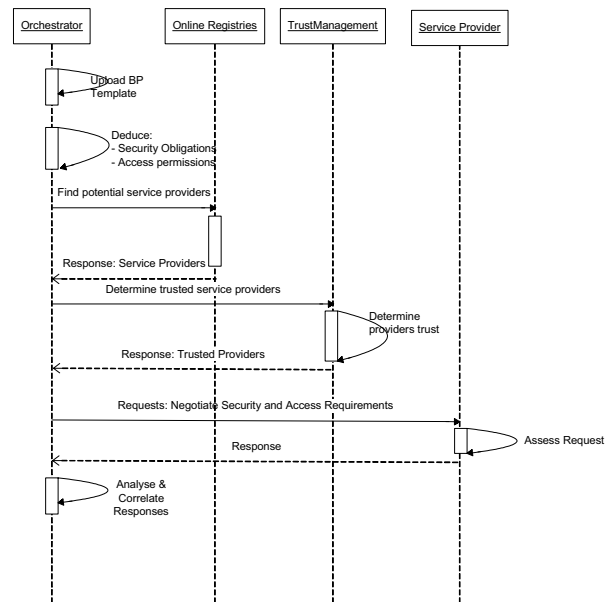 Orchestrator
Online Registries
TrustManagement
Service Provider
Upload BP
Template
Deduce:
- Security Obligations
- Access permissions
Find potential service providers
Response: Service Providers
Determine trusted service providers
Determine
providers trust
Response: Trusted Providers
Requests: Negotiate Security and Access Requirements
Assess Request
Response
Analyse &
Correlate
Responses